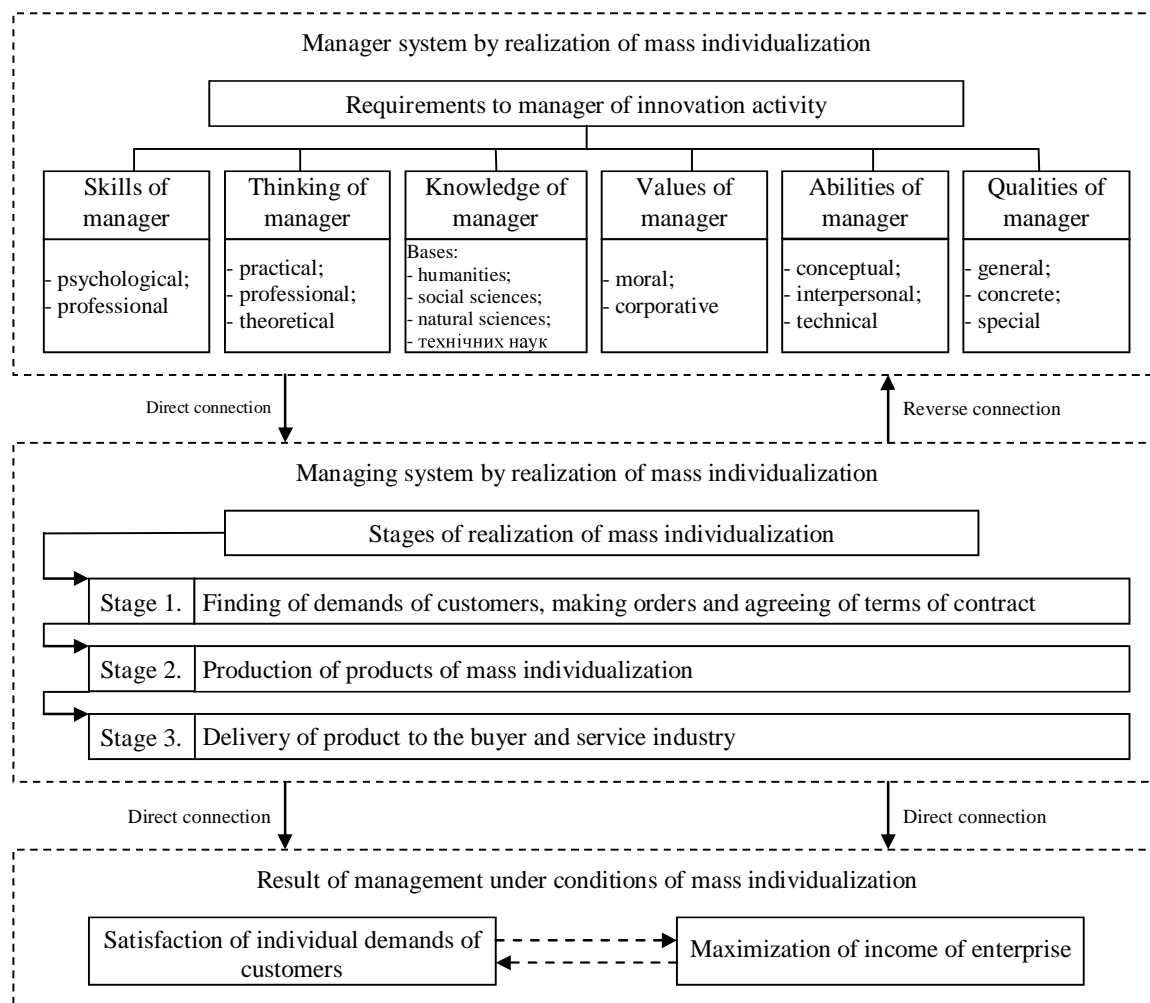 Manager system by realization of mass individualization
Requirements to manager of innovation activity
Skills of
manager
- psychological;
- professional
Thinking of
manager
- practical;
- professional;
- theoretical
Knowledge of
manager
Bases:
- humanities;
- social sciences;
- natural sciences;
- технічних наук
Values of
manager
- moral;
- corporative
Abilities of
manager
- conceptual;
- interpersonal;
- technical
Qualities of
manager
- general;
- concrete;
- special
Direct connection
Reverse connection
Managing system by realization of mass individualization
Stages of realization of mass individualization
Stage 1. Finding of demands of customers, making orders and agreeing of terms of contract
Stage 2. Production of products of mass individualization
Stage 3. Delivery of product to the buyer and service industry
Direct connection
Direct connection
Result of management under conditions of mass individualization
Satisfaction of individual demands of
customers
Maximization of income of enterprise